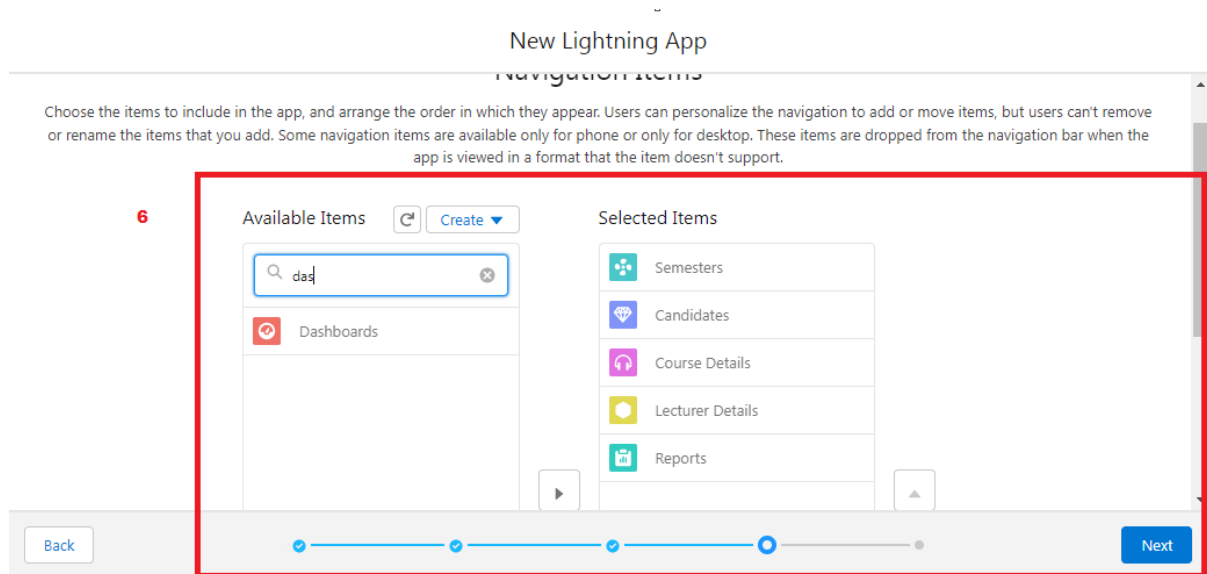 New Lightning App
Navigation Items
Choose the items to include in the app, and arrange the order in which they appear. Users can personalize the navigation to add or move items, but users can't remove
or rename the items that you add. Some navigation items are available only for phone or only for desktop. These items are dropped from the navigation bar when the
app is viewed in a format that the item doesn't support.
6
Available Items
Create
Selected Items
das
Dashboards
Semesters
Candidates
Course Details
Lecturer Details
Reports
Back
Next